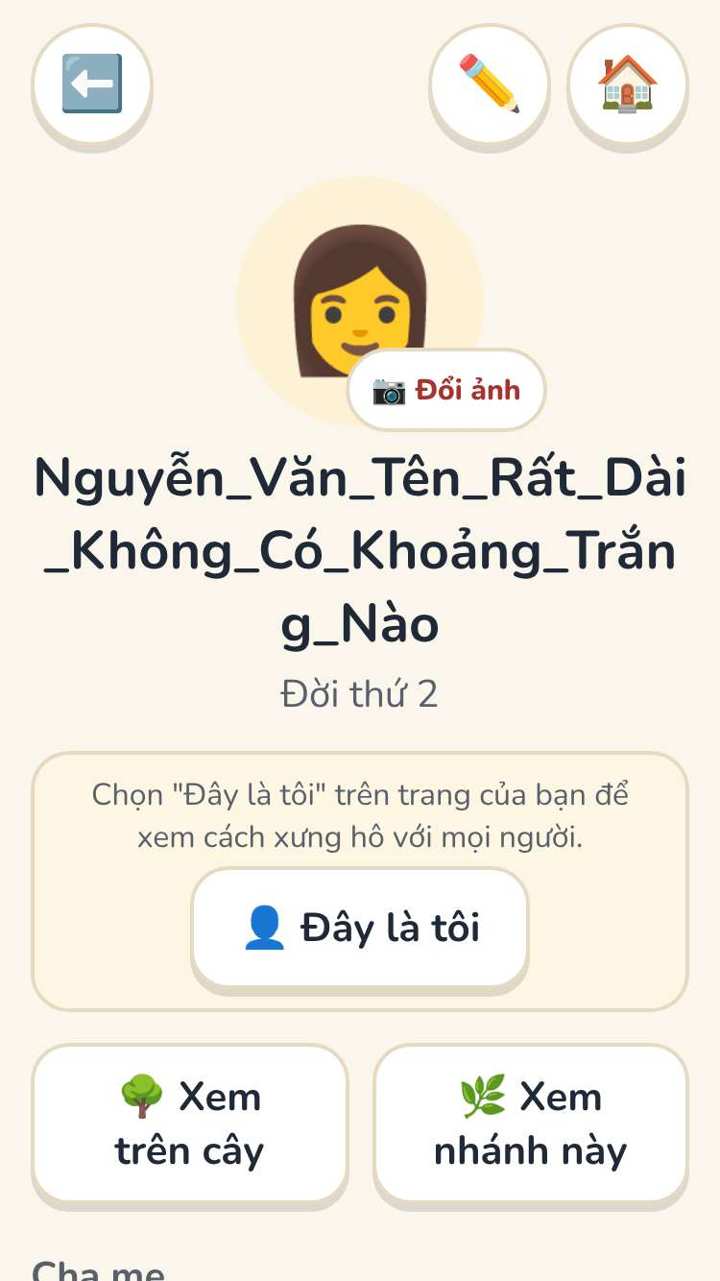 Đổi ảnh
Nguyễn_Văn_Tên_Rất_Dài
_Không_Có_Khoảng_Trắn
g_Nào
Đời thứ 2
Chọn "Đây là tôi" trên trang của bạn để
xem cách xưng hô với mọi người.
Đây là tôi
Xem
trên cây
Xem
nhánh này
Cha mẹ